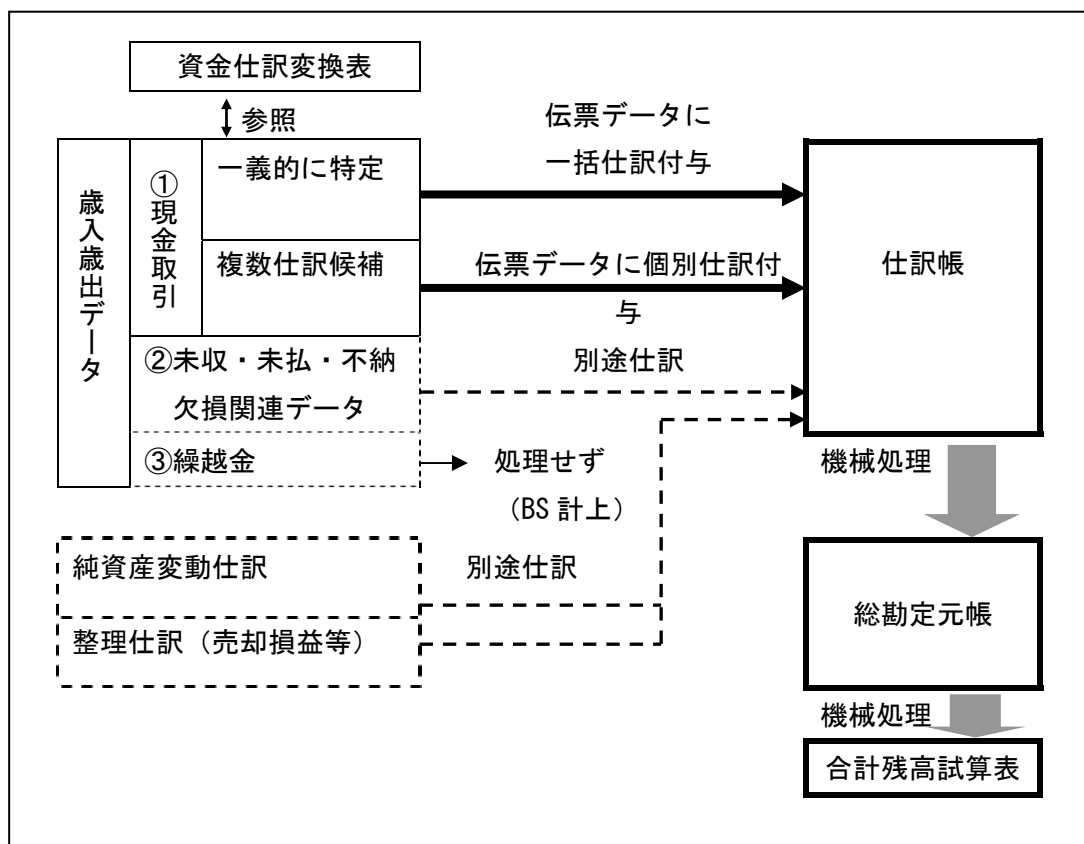 資金仕訳変換表
参照
歳入歳出データ
①現金取引
一義的に特定
複数仕訳候補
②未収・未払・不納
欠損関連データ
③繰越金
伝票データに
一括仕訳付与
伝票データに個別仕訳付
与
別途仕訳
処理せず
（BS 計上）
純資産変動仕訳
整理仕訳（売却損益等）
別途仕訳
仕訳帳
機械処理
総勘定元帳
機械処理
合計残高試算表